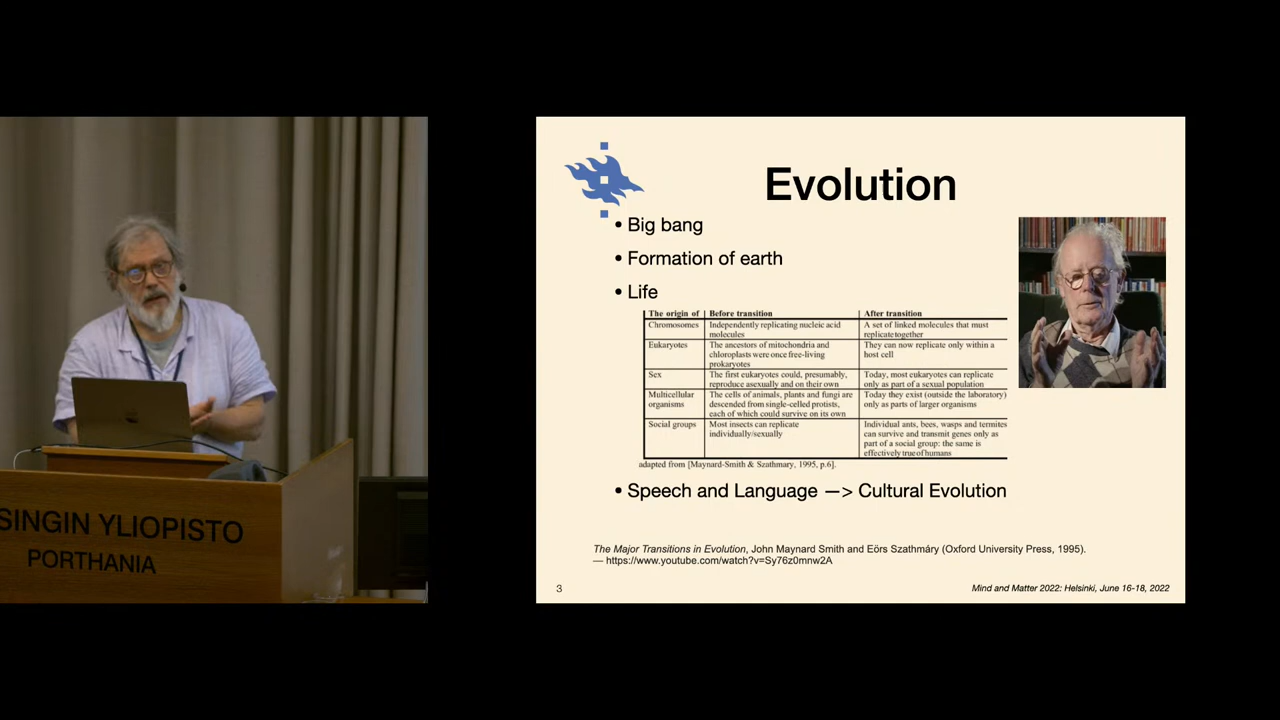 SINGIN YLIOPISTO
PORTHANIA
Evolution
• Big bang
• Formation of earth
• Life
The origin of | Before transition | After transition
Chromosomes | Independently replicating nucleic acid molecules | A set of linked molecules that must replicate together
Eukaryotes | The ancestors of mitochondria and chloroplasts were once free-living prokaryotes | They can now replicate only within a host cell
Sex | The first eukaryotes could, presumably, reproduce asexually and on their own | Today, most eukaryotes can replicate only as part of a sexual population
Multicellular organisms | The cells of animals, plants and fungi are descended from single-celled protists, each of which could survive on its own | Today they exist (outside the laboratory) only as parts of larger organisms
Social groups | Most insects can replicate individually/sexually | Individual ants, bees, wasps and termites can survive and transmit genes only as part of a social group: the same is effectively true of humans
adapted from [Maynard-Smith & Szathmary, 1995, p.6].
• Speech and Language —> Cultural Evolution
The Major Transitions in Evolution, John Maynard Smith and Eörs Szathmáry (Oxford University Press, 1995).
— https://www.youtube.com/watch?v=Sy76z0mnw2A
3
Mind and Matter 2022: Helsinki, June 16-18, 2022